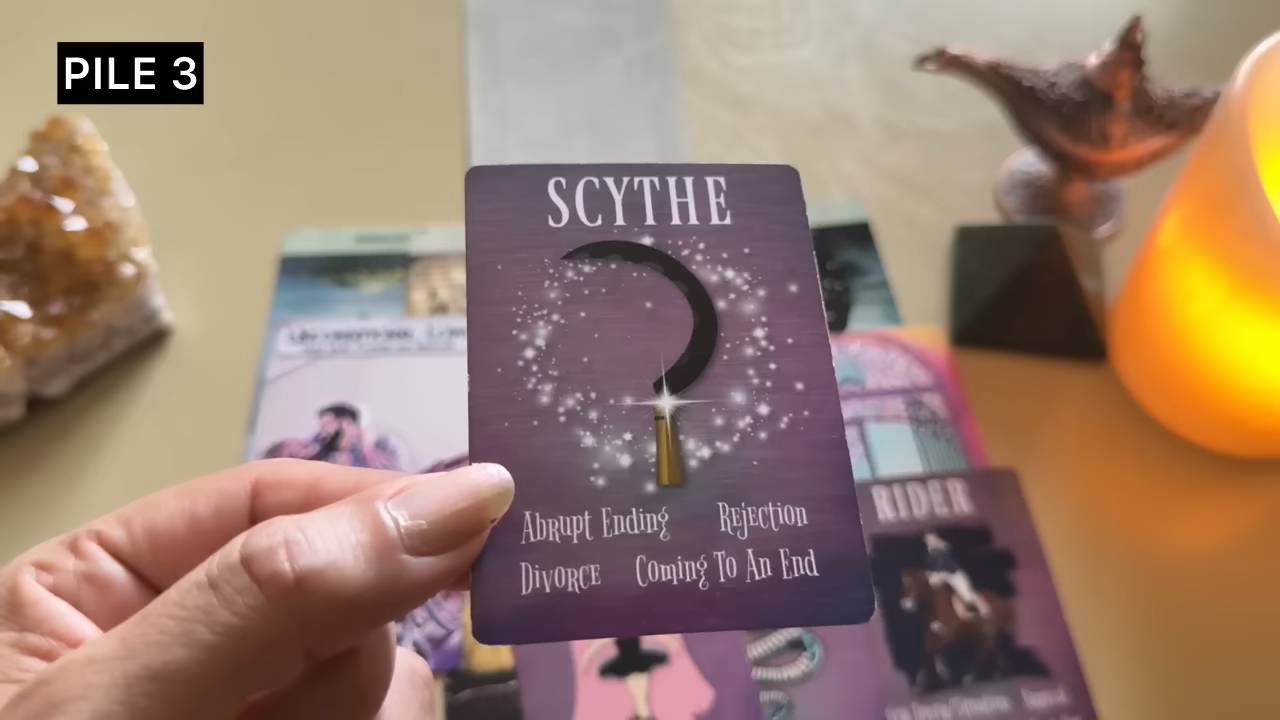 PILE 3
SCYTHE
Abrupt Ending Rejection
Divorce Coming To An End
RIDER